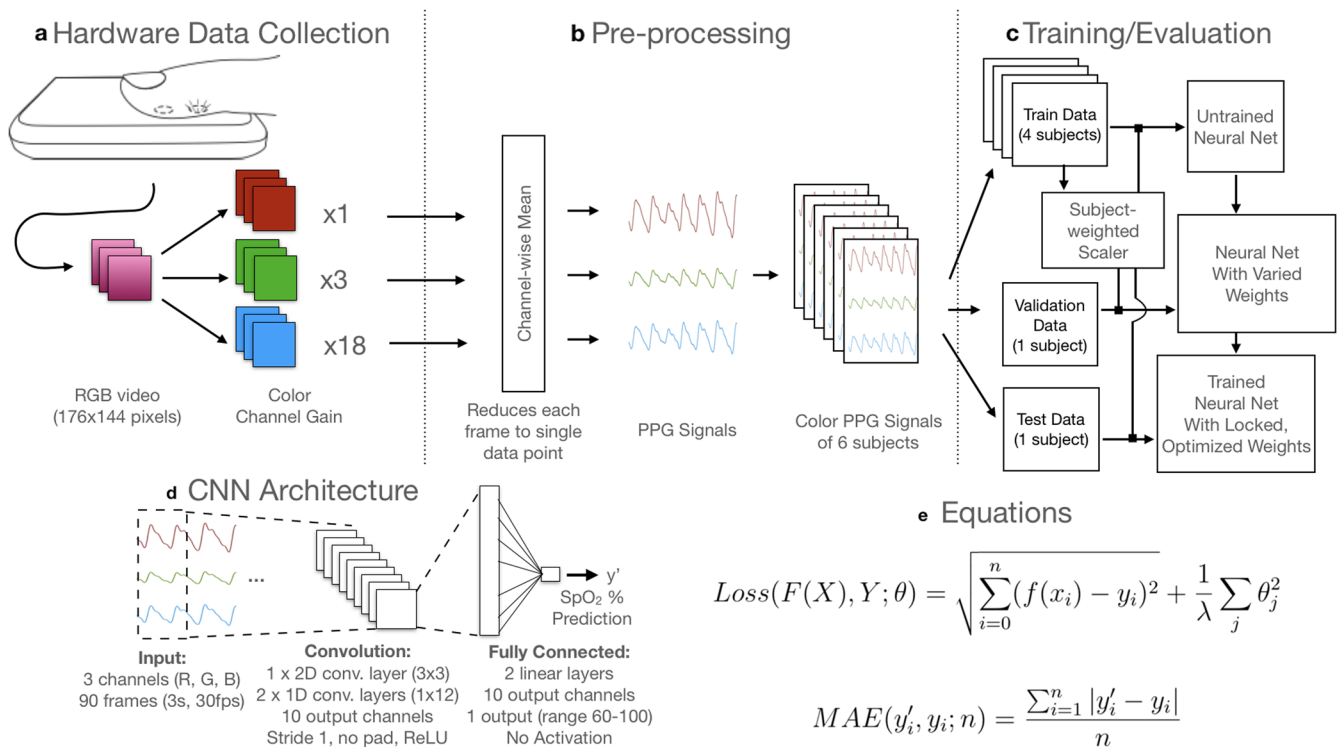 a Hardware Data Collection
x1
x3
x18
RGB video
(176x144 pixels)
Color
Channel Gain
b Pre-processing
Channel-wise Mean
Reduces each
frame to single
data point
PPG Signals
Color PPG Signals
of 6 subjects
c Training/Evaluation
Train Data
(4 subjects)
Untrained
Neural Net
Subject-
weighted
Scaler
Neural Net
With Varied
Weights
Validation
Data
(1 subject)
Test Data
(1 subject)
Trained
Neural Net
With Locked,
Optimized Weights
d CNN Architecture
...
y’
SpO₂ %
Prediction
Input:
3 channels (R, G, B)
90 frames (3s, 30fps)
Convolution:
1 x 2D conv. layer (3x3)
2 x 1D conv. layers (1x12)
10 output channels
Stride 1, no pad, ReLU
Fully Connected:
2 linear layers
10 output channels
1 output (range 60-100)
No Activation
e Equations
Loss(F(X), Y; θ) = √(∑_{i=0}^{n} (f(x_i) − y_i)²) + 1/λ ∑_j θ_j²
MAE(y′_i, y_i; n) = ∑_{i=1}^{n} |y′_i − y_i| / n